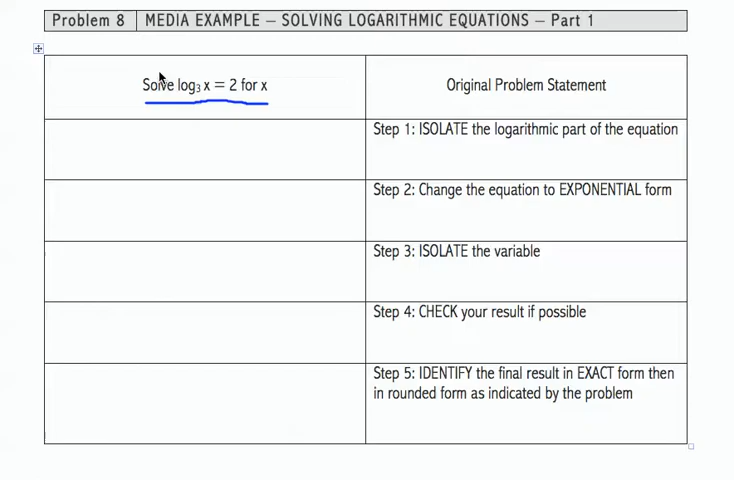 Problem 8 MEDIA EXAMPLE – SOLVING LOGARITHMIC EQUATIONS – Part 1
Solve log₃ x = 2 for x
Original Problem Statement
Step 1: ISOLATE the logarithmic part of the equation
Step 2: Change the equation to EXPONENTIAL form
Step 3: ISOLATE the variable
Step 4: CHECK your result if possible
Step 5: IDENTIFY the final result in EXACT form then
in rounded form as indicated by the problem